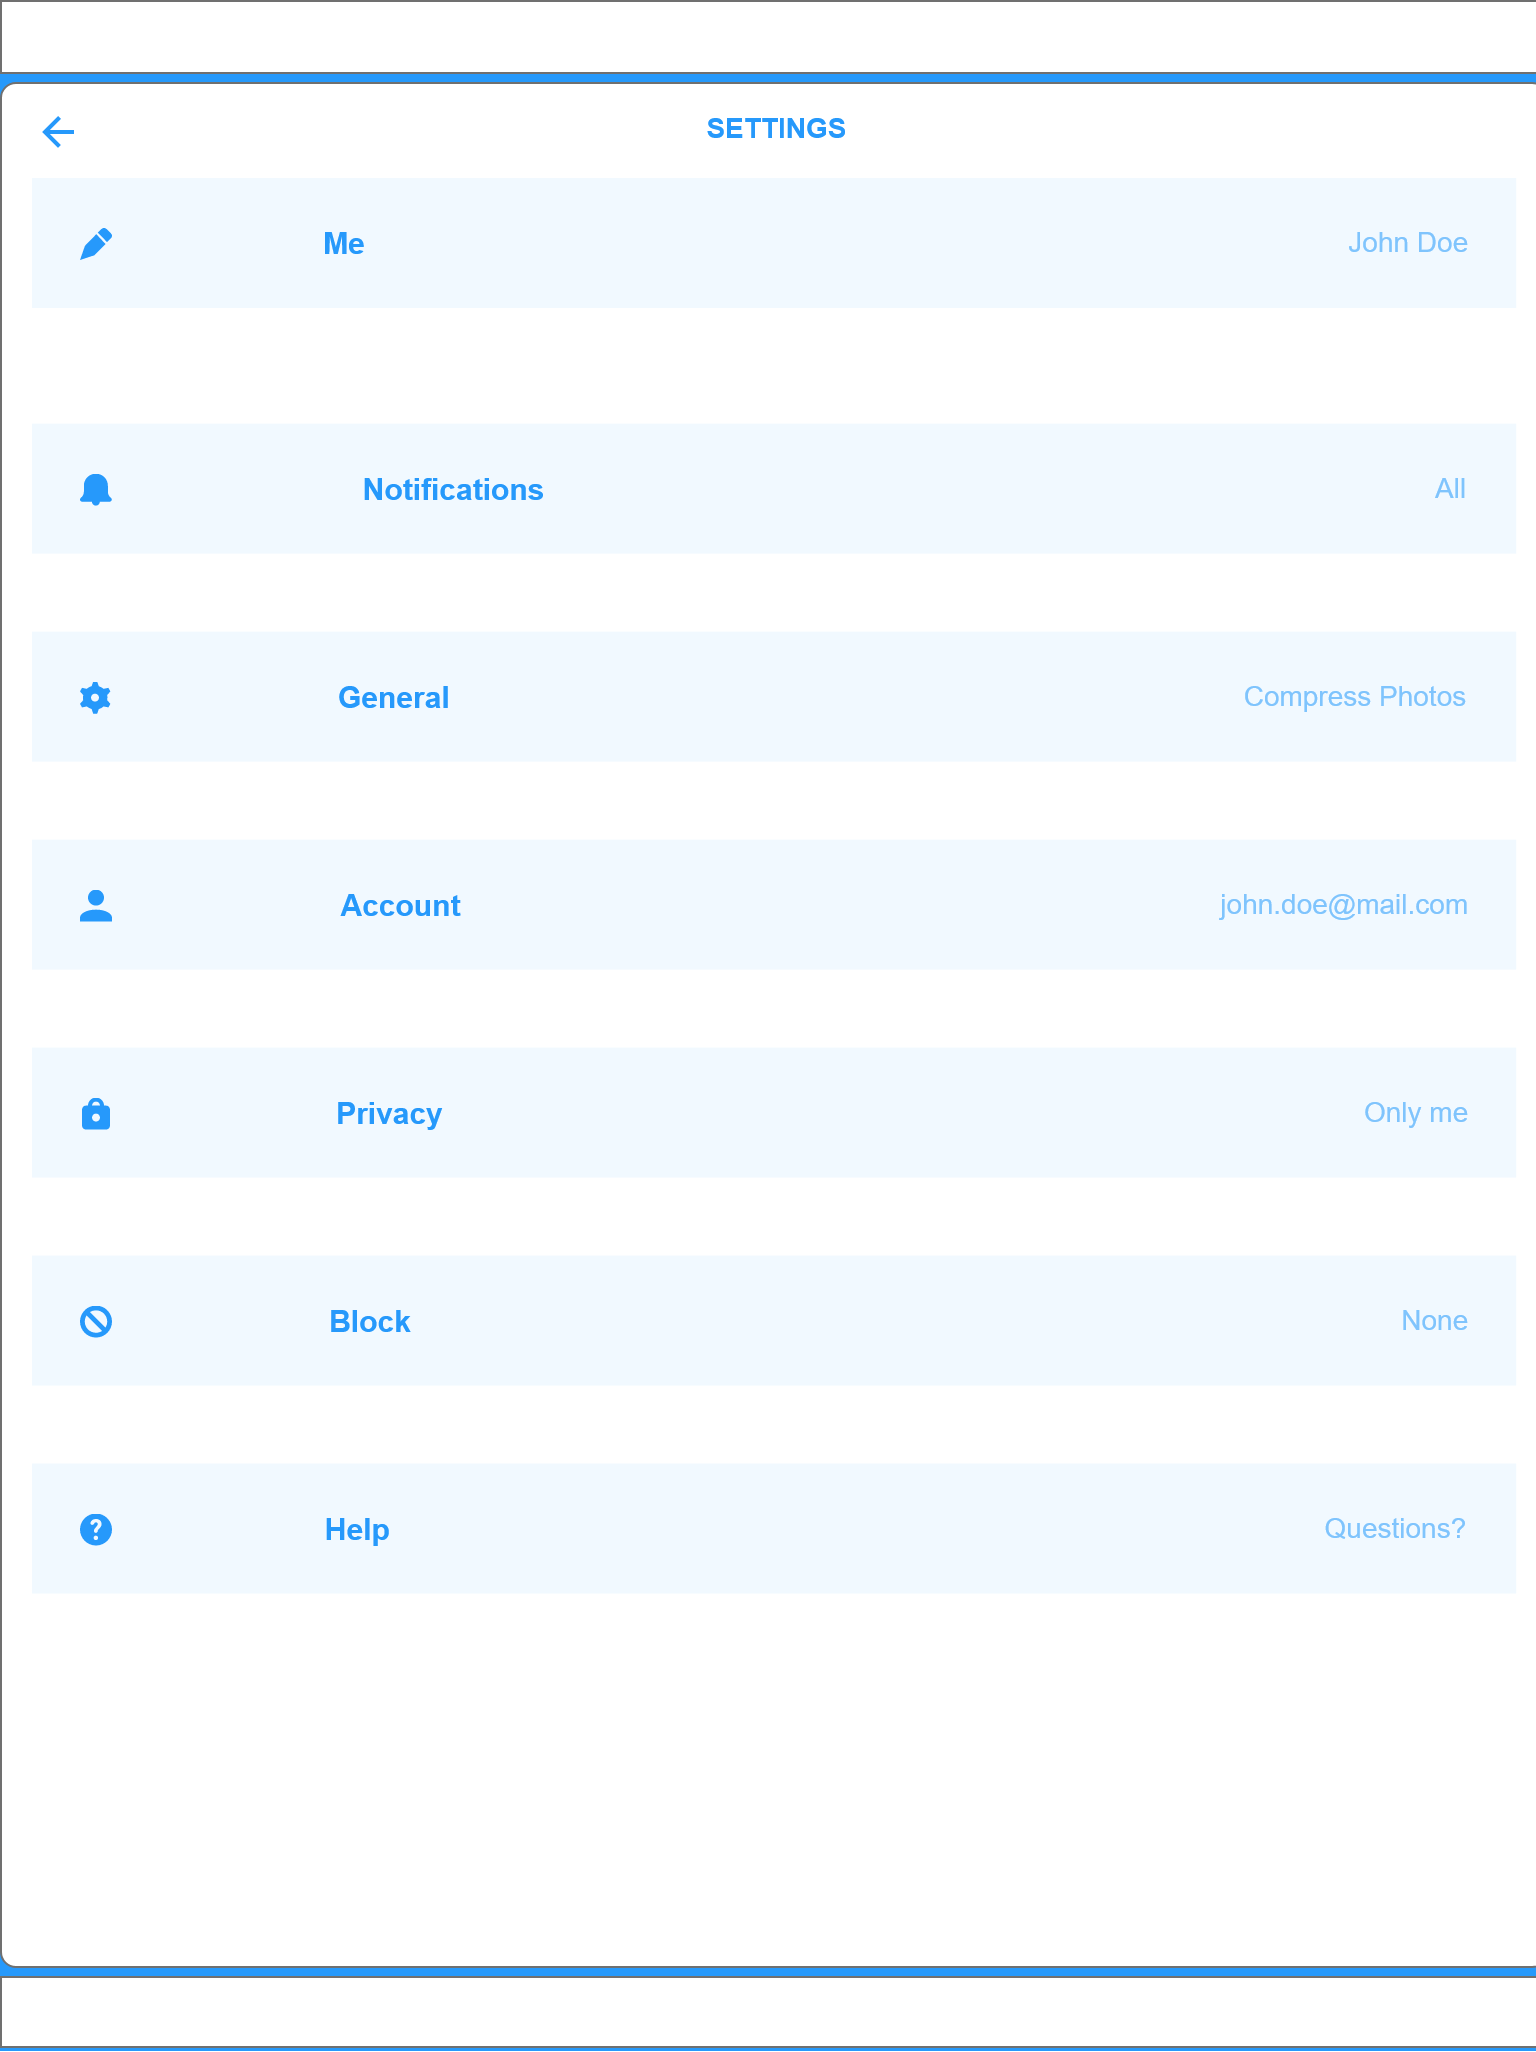 SETTINGS
Me John Doe
Notifications All
General Compress Photos
Account john.doe@mail.com
Privacy Only me
Block None
Help Questions?